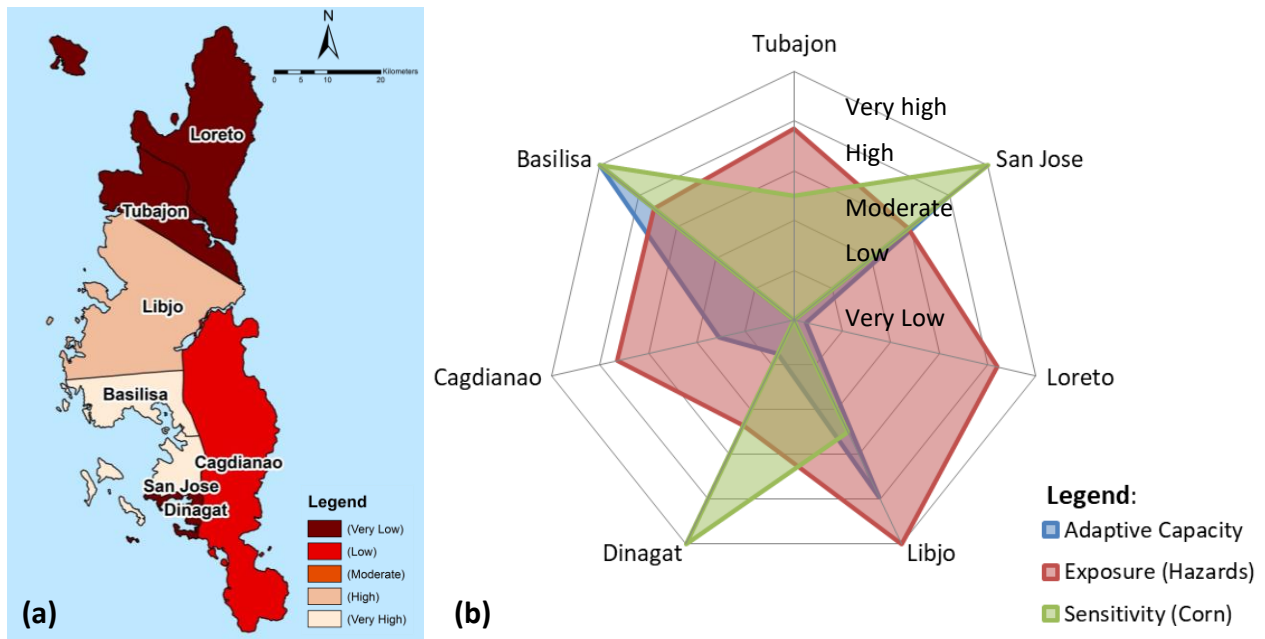 N
Kilometers
0 5 10 20
Loreto
Tubajon
Libjo
Basilisa
Cagdianao
San Jose
Dinagat
Legend
(Very Low)
(Low)
(Moderate)
(High)
(Very High)
(a)
Tubajon
Very high
Basilisa
High
San Jose
Moderate
Low
Very Low
Cagdianao
Loreto
Dinagat
Libjo
Legend:
Adaptive Capacity
Exposure (Hazards)
Sensitivity (Corn)
(b)